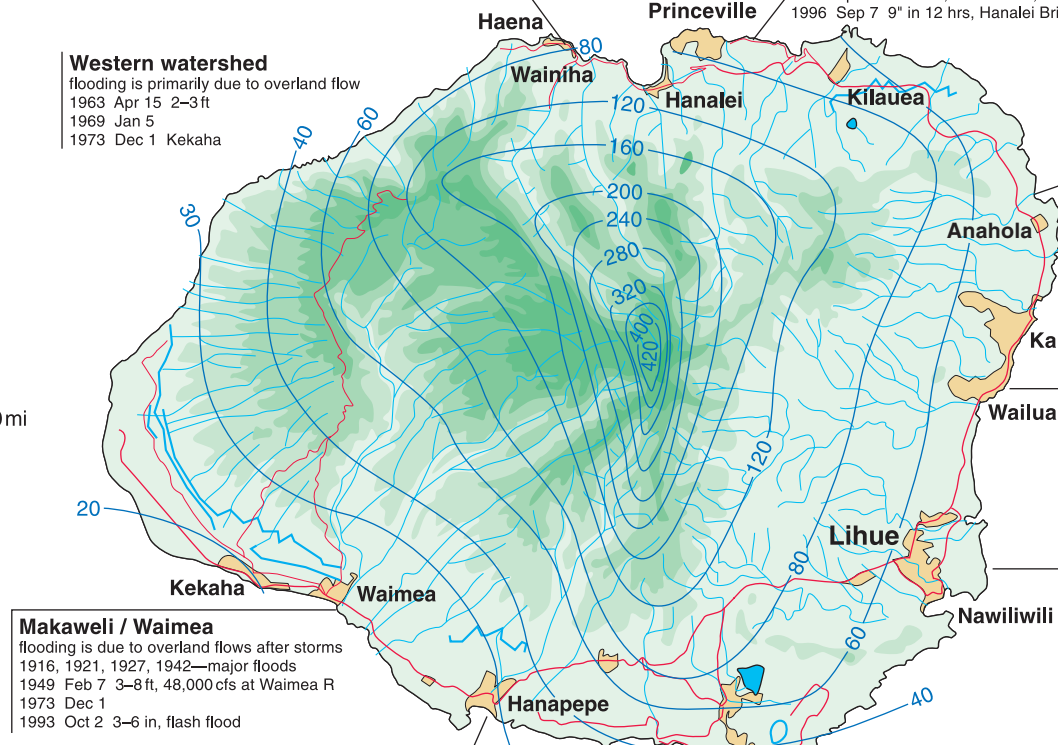 1996 Sep 7 9" in 12 hrs, Hanalei
Princeville
Haena
80
Western watershed
flooding is primarily due to overland flow
1963 Apr 15 2–3 ft
1969 Jan 5
1973 Dec 1 Kekaha
Wainiha
Hanalei
Kilauea
120
60
40
160
200
30
240
Anahola
280
320
400
420
mi
Wailua
120
20
Lihue
80
Kekaha
Waimea
Nawiliwili
60
Makaweli / Waimea
flooding is due to overland flows after storms
1916, 1921, 1927, 1942—major floods
1949 Feb 7 3–8 ft, 48,000 cfs at Waimea R
1973 Dec 1
1993 Oct 2 3–6 in, flash flood
Hanapepe
40